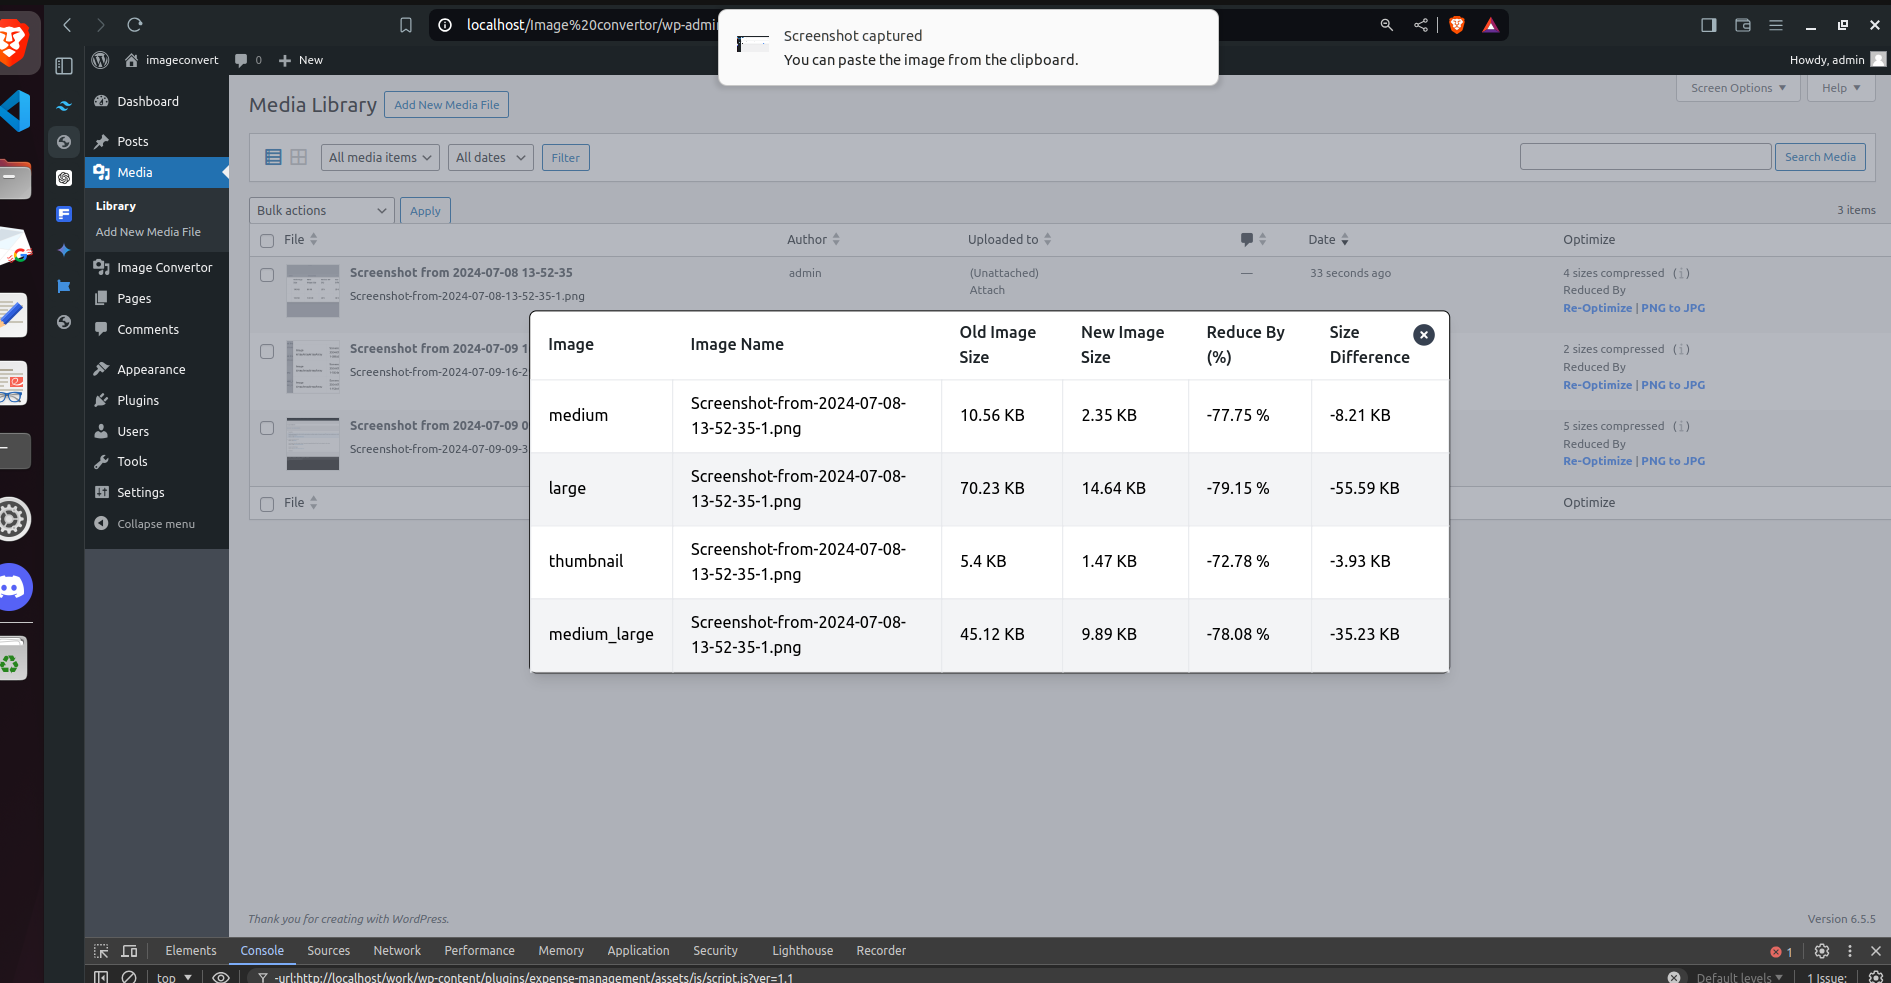 localhost/Image%20convertor/wp-admi
Screenshot captured
You can paste the image from the clipboard.
imageconvert
0
New
Howdy, admin
Dashboard
Posts
Media
Library
Add New Media File
Image Convertor
Pages
Comments
Appearance
Plugins
Users
Tools
Settings
Collapse menu
Media Library
Add New Media File
Screen Options
Help
All media items
All dates
Filter
Search Media
Bulk actions
Apply
3 items
File
Author
Uploaded to
Date
Optimize
Screenshot from 2024-07-08 13-52-35
Screenshot-from-2024-07-08-13-52-35-1.png
admin
(Unattached)
Attach
—
33 seconds ago
4 sizes compressed (i)
Reduced By
Re-Optimize | PNG to JPG
Screenshot from 2024-07-09 1
Screenshot-from-2024-07-09-16-2
2 sizes compressed (i)
Reduced By
Re-Optimize | PNG to JPG
Screenshot from 2024-07-09 0
Screenshot-from-2024-07-09-09-3
5 sizes compressed (i)
Reduced By
Re-Optimize | PNG to JPG
File
Optimize
Image
Image Name
Old Image
Size
New Image
Size
Reduce By
(%)
Size
Difference
medium
Screenshot-from-2024-07-08-
13-52-35-1.png
10.56 KB
2.35 KB
-77.75 %
-8.21 KB
large
Screenshot-from-2024-07-08-
13-52-35-1.png
70.23 KB
14.64 KB
-79.15 %
-55.59 KB
thumbnail
Screenshot-from-2024-07-08-
13-52-35-1.png
5.4 KB
1.47 KB
-72.78 %
-3.93 KB
medium_large
Screenshot-from-2024-07-08-
13-52-35-1.png
45.12 KB
9.89 KB
-78.08 %
-35.23 KB
Thank you for creating with WordPress.
Version 6.5.5
Elements
Console
Sources
Network
Performance
Memory
Application
Security
Lighthouse
Recorder
1
top
-url:http://localhost/work/wp-content/plugins/expense-management/assets/js/script.js?ver=1.1
Default levels
1 Issue: